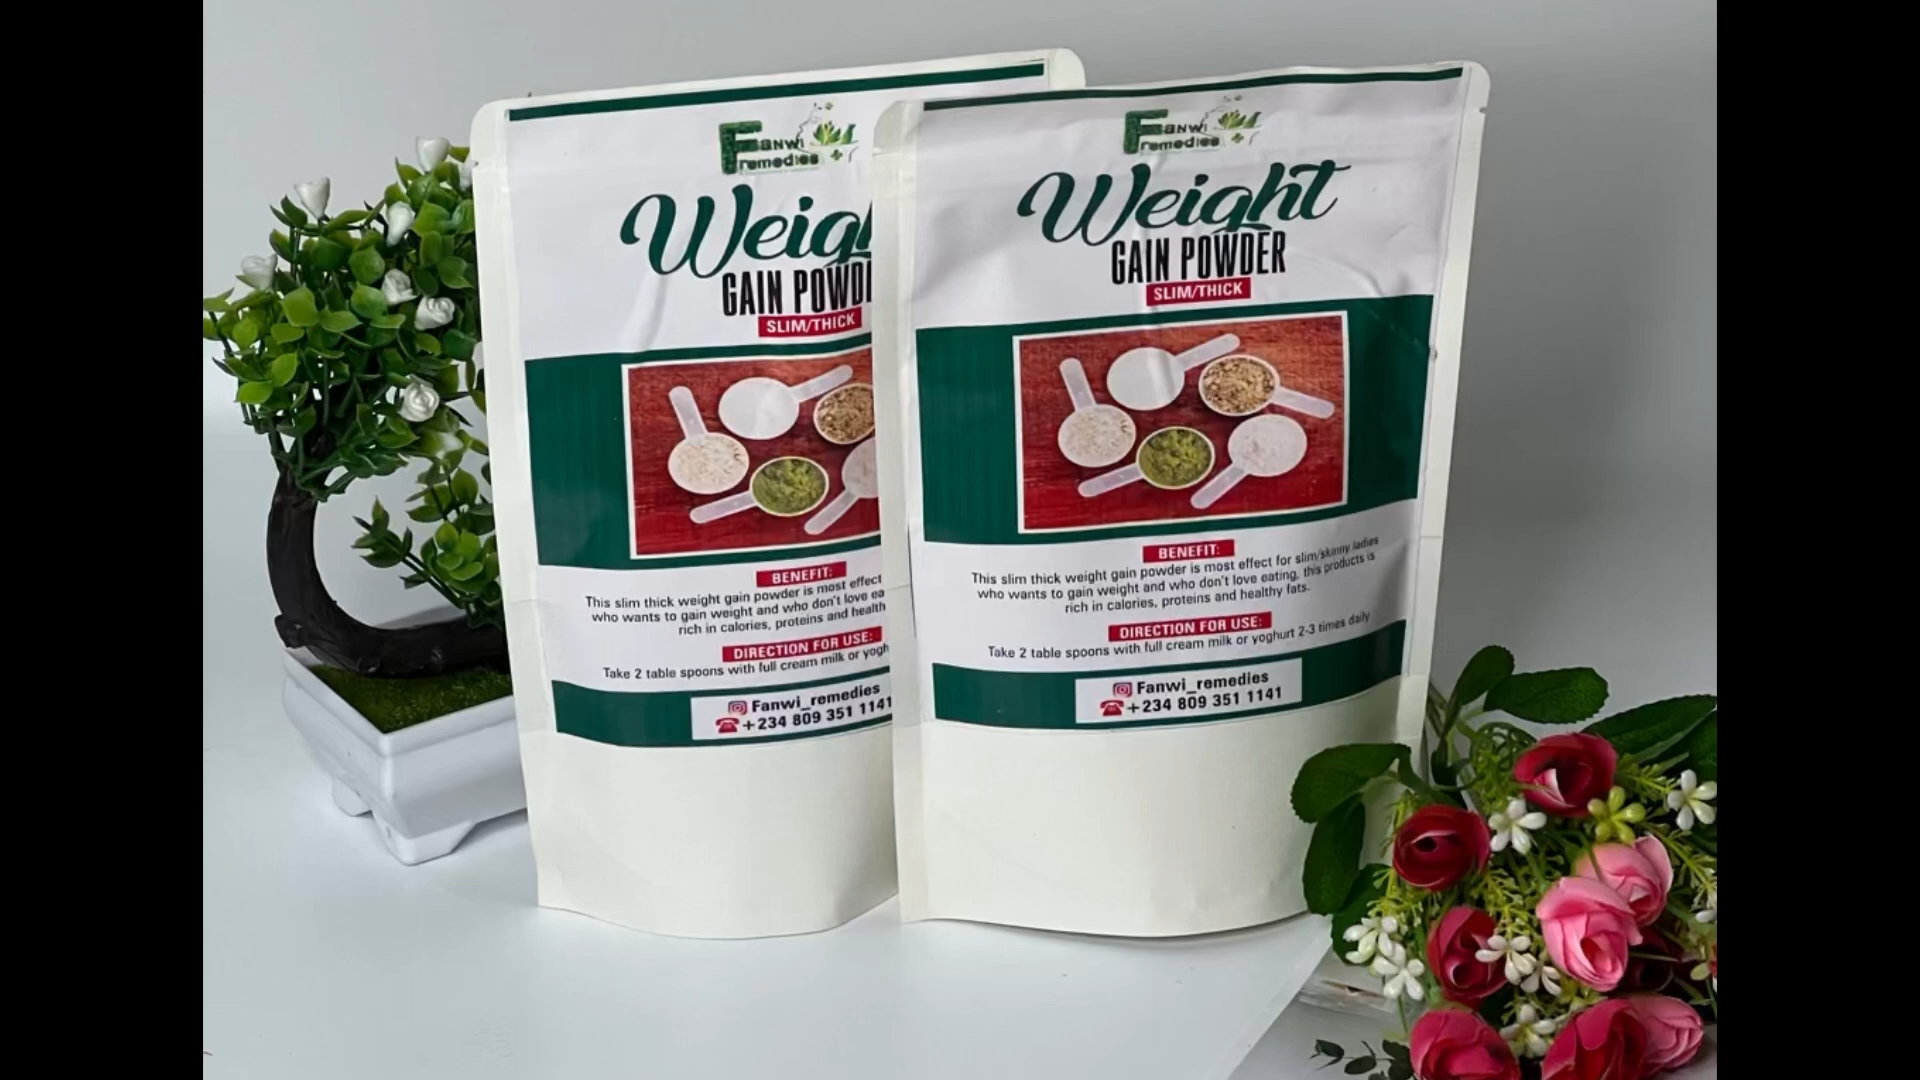 Fanwi
remedies
Weigh
GAIN POWDE
SLIM/THICK
BENEFIT:
This slim thick weight gain powder is most effect
who wants to gain weight and who don't love ea
rich in calories, proteins and health
DIRECTION FOR USE:
Take 2 table spoons with full cream milk or yogh
Fanwi_remedies
+234 809 351 1141
Fanwi
remedies
Weight
GAIN POWDER
SLIM/THICK
BENEFIT:
This slim thick weight gain powder is most effect for slim/skinny ladies
who wants to gain weight and who don't love eating, this products is
rich in calories, proteins and healthy fats.
DIRECTION FOR USE:
Take 2 table spoons with full cream milk or yoghurt 2-3 times daily
Fanwi_remedies
+234 809 351 1141